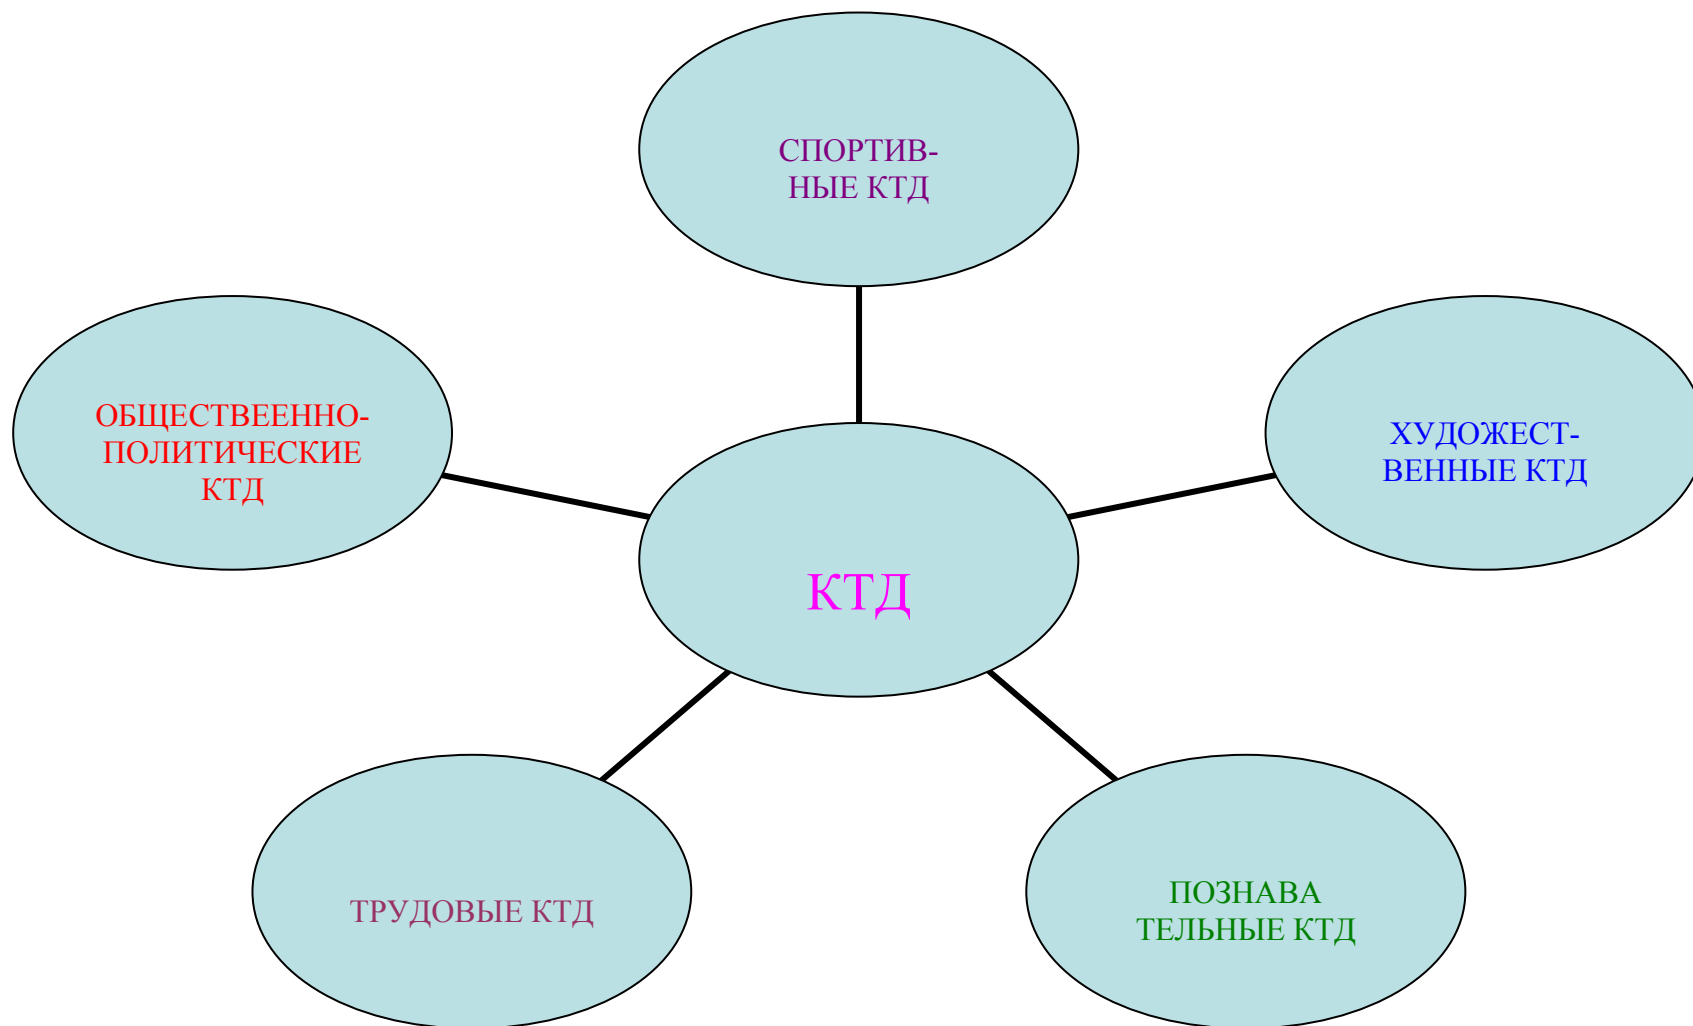 СПОРТИВ-
НЫЕ КТД
ОБЩЕСТВЕЕННО-
ПОЛИТИЧЕСКИЕ
КТД
ХУДОЖЕСТ-
ВЕННЫЕ КТД
КТД
ТРУДОВЫЕ КТД
ПОЗНАВА
ТЕЛЬНЫЕ КТД